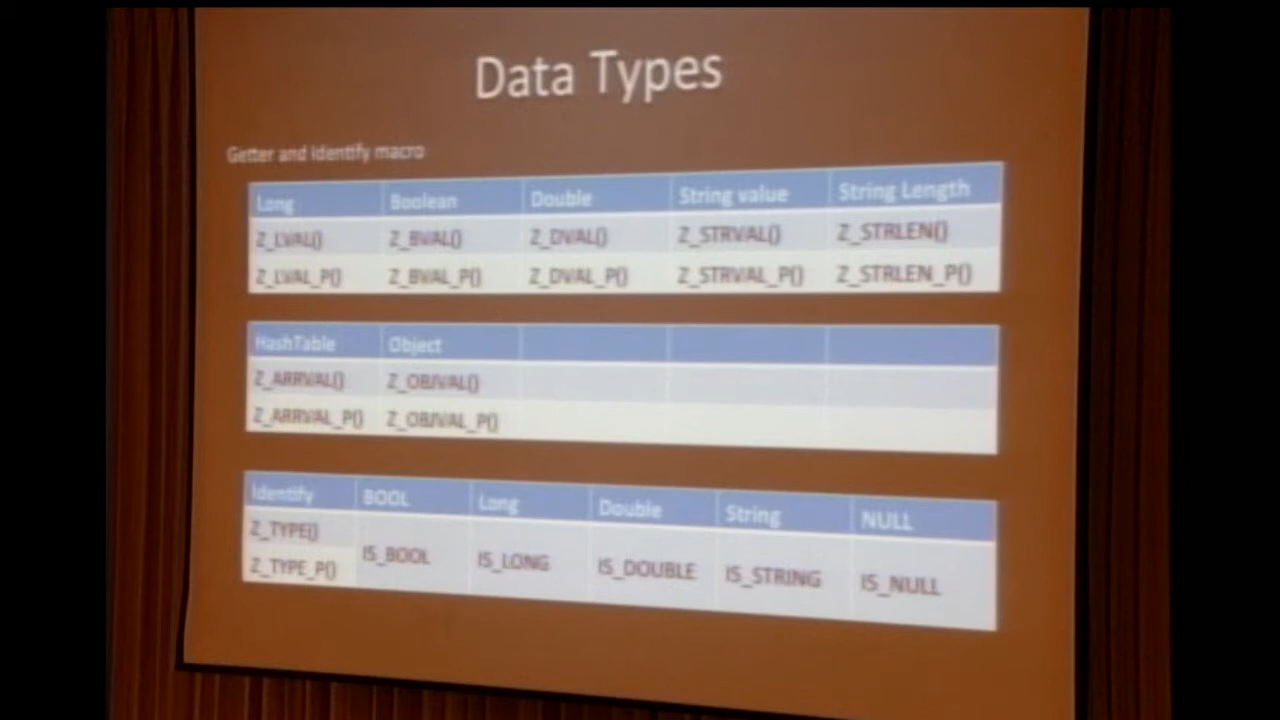 Data Types
Getter and Identify macro
Long Boolean Double String value String Length
Z_LVAL() Z_BVAL() Z_DVAL() Z_STRVAL() Z_STRLEN()
Z_LVAL_P() Z_BVAL_P() Z_DVAL_P() Z_STRVAL_P() Z_STRLEN_P()
HashTable Object
Z_ARRVAL() Z_OBJVAL()
Z_ARRVAL_P() Z_OBJVAL_P()
Identify BOOL Long Double String NULL
Z_TYPE()
IS_BOOL IS_LONG IS_DOUBLE IS_STRING IS_NULL
Z_TYPE_P()